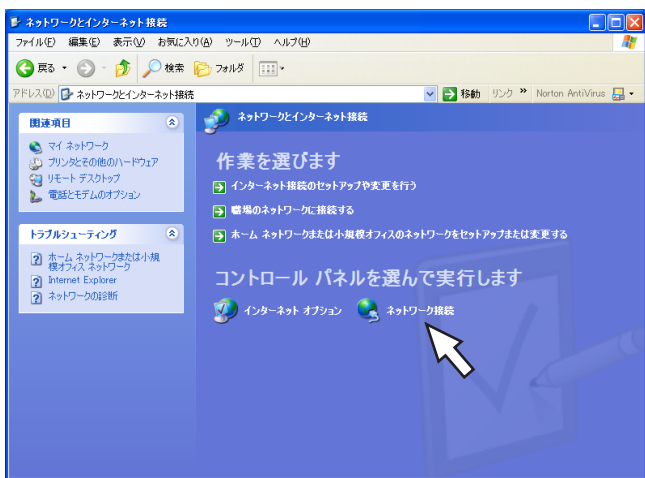 ネットワークとインターネット接続
ファイル(F) 編集(E) 表示(V) お気に入り(A) ツール(T) ヘルプ(H)
戻る 検索 フォルダ
アドレス(D) ネットワークとインターネット接続 移動 リンク » Norton AntiVirus
関連項目
マイ ネットワーク
プリンタとその他のハードウェア
リモート デスクトップ
電話とモデムのオプション
トラブルシューティング
ホーム ネットワークまたは小規
模オフィス ネットワーク
Internet Explorer
ネットワークの診断
ネットワークとインターネット接続
作業を選びます
インターネット接続のセットアップや変更を行う
職場のネットワークに接続する
ホーム ネットワークまたは小規模オフィスのネットワークをセットアップまたは変更する
コントロール パネルを選んで実行します
インターネット オプション ネットワーク接続